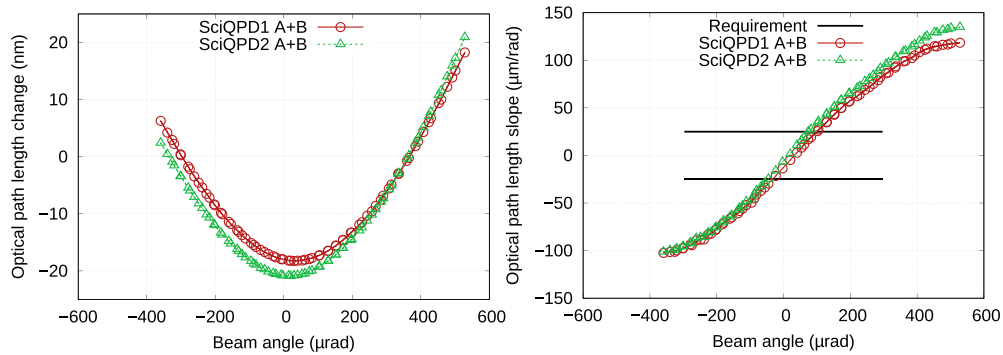 Optical path length change (nm)
20
10
0
−10
−20
SciQPD1 A+B
SciQPD2 A+B
−600 −400 −200 0 200 400 600
Beam angle (µrad)
Optical path length slope (µm/rad)
150
100
50
0
−50
−100
−150
Requirement
SciQPD1 A+B
SciQPD2 A+B
−600 −400 −200 0 200 400 600
Beam angle (µrad)